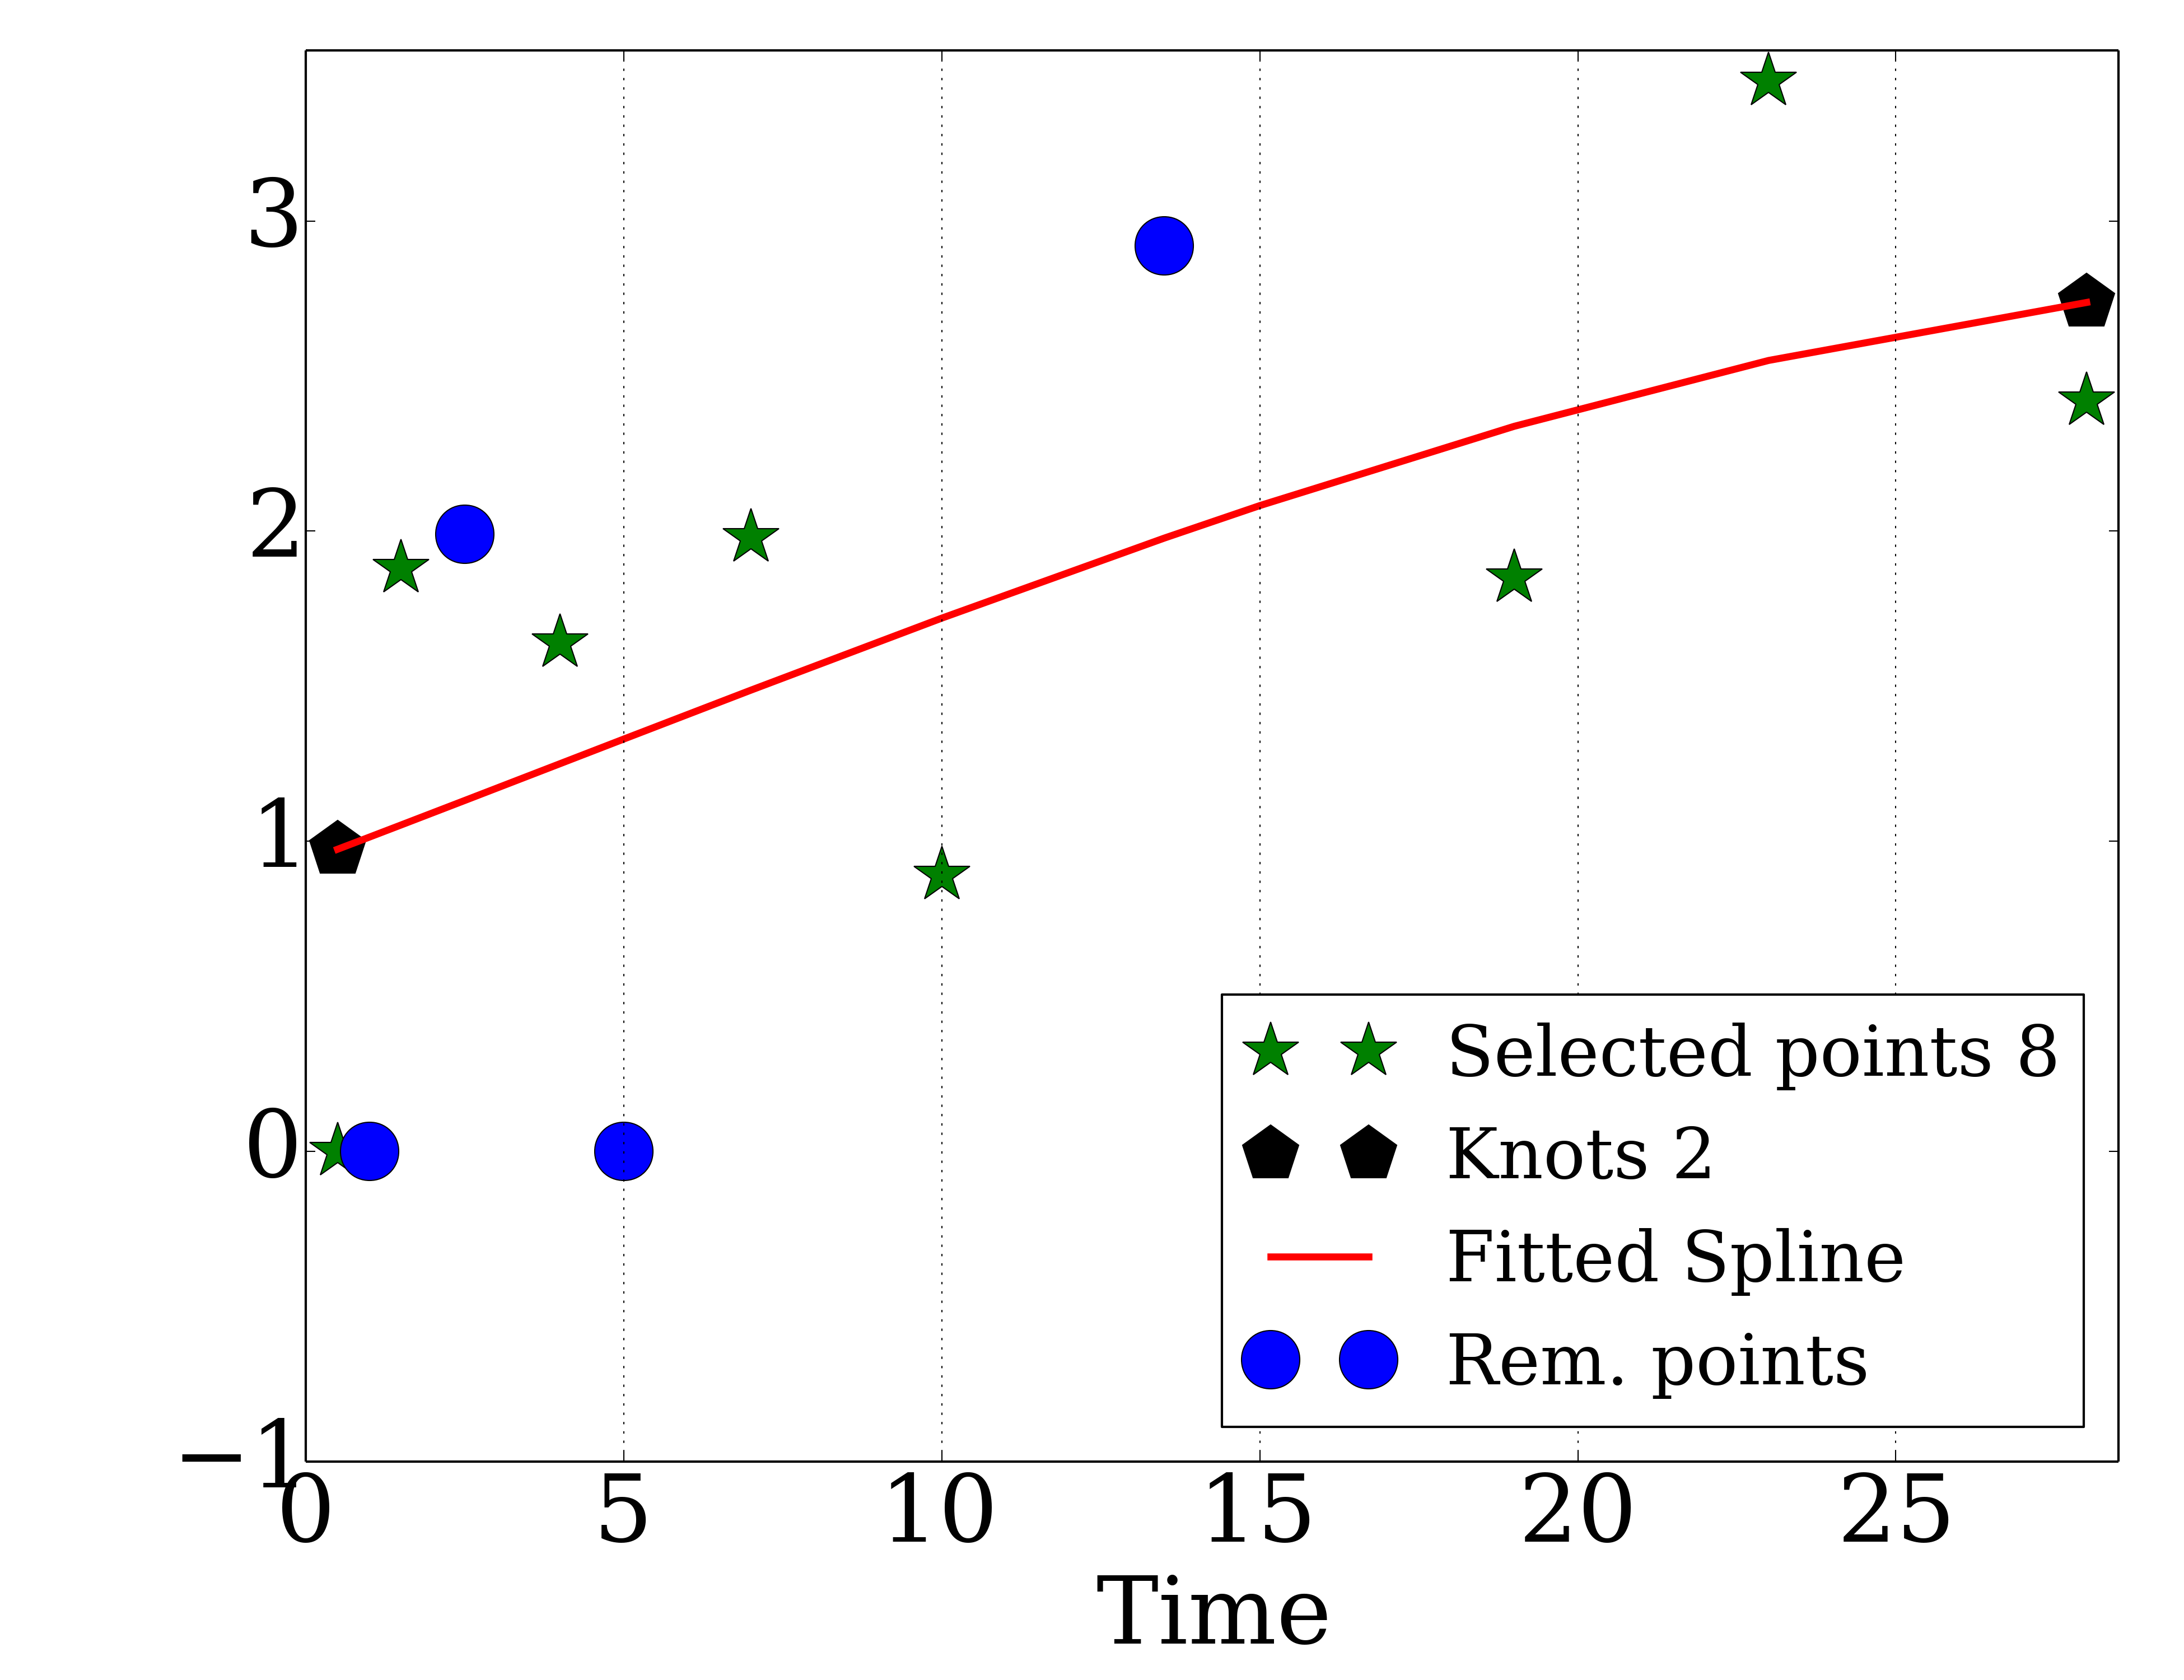 3
2
1
0
−1
0 5 10 15 20 25
Time
Selected points 8
Knots 2
Fitted Spline
Rem. points